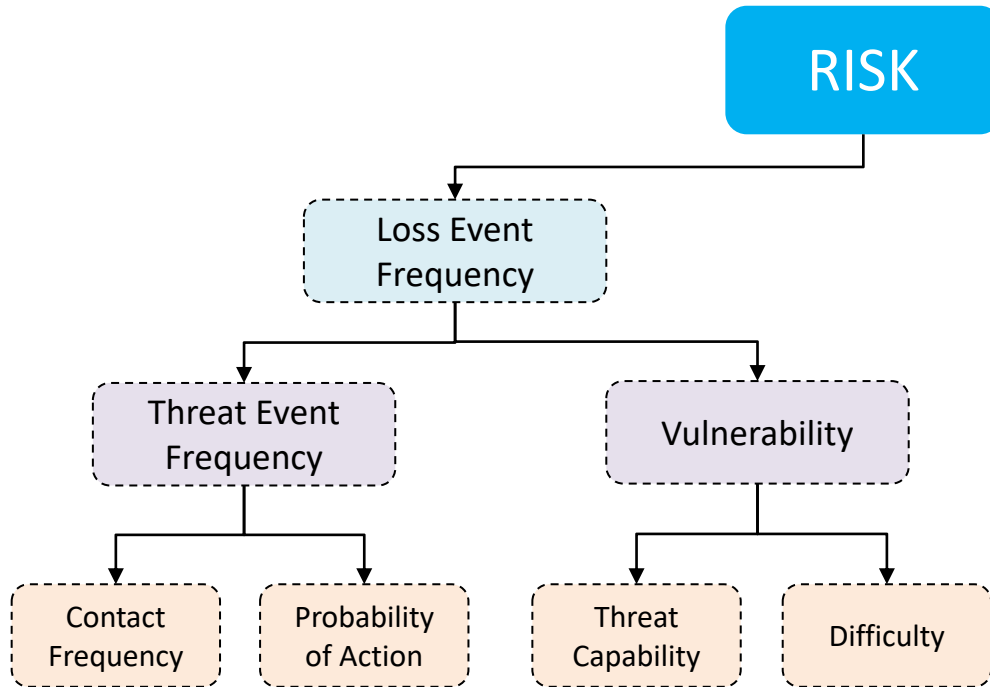 RISK
Loss Event
Frequency
Threat Event
Frequency
Vulnerability
Contact
Frequency
Probability
of Action
Threat
Capability
Difficulty